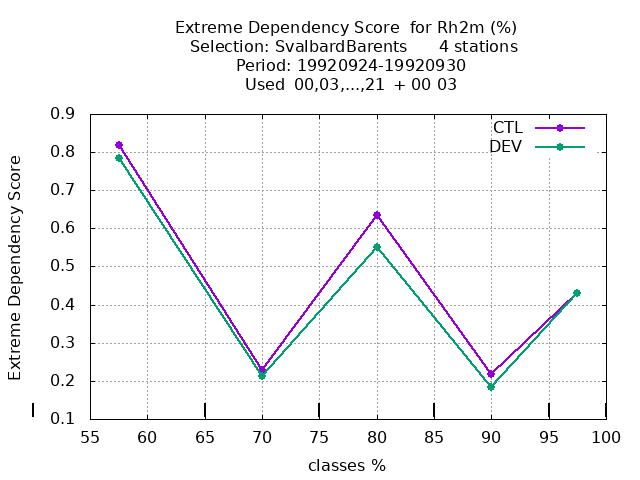 Extreme Dependency Score for Rh2m (%)
Selection: SvalbardBarents 4 stations
Period: 19920924-19920930
Used 00,03,...,21 + 00 03
CTL
DEV
Extreme Dependency Score
0.9
0.8
0.7
0.6
0.5
0.4
0.3
0.2
0.1
55 60 65 70 75 80 85 90 95 100
classes %